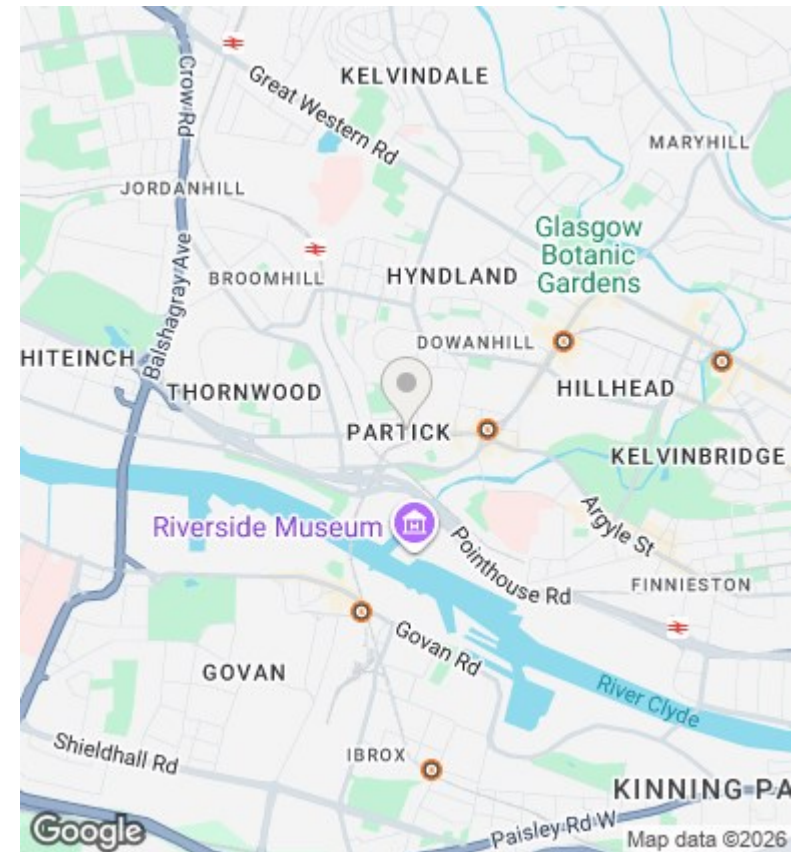 KELVINDALE
Great Western Rd
Crow Rd
MARYHILL
JORDANHILL
Glasgow
Botanic
Gardens
BROOMHILL
HYNDLAND
Balshagray Ave
DOWANHILL
HITEINCH
THORNWOOD
HILLHEAD
PARTICK
KELVINBRIDGE
Riverside Museum
Argyle St
Pointhouse Rd
FINNIESTON
Govan Rd
GOVAN
River Clyde
Shieldhall Rd
IBROX
KINNING PA
Paisley Rd W
Google
Map data ©2026